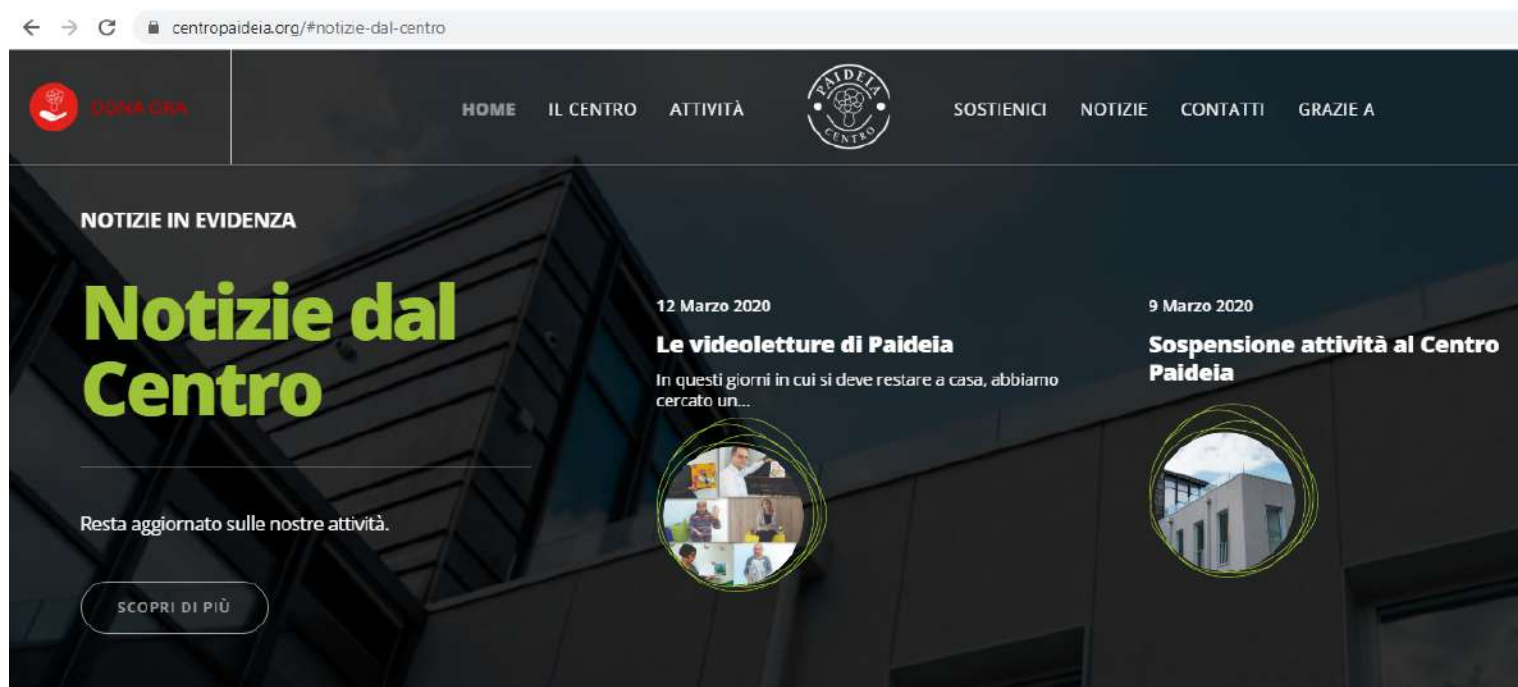 centropaideia.org/#notizie-dal-centro
DONA ORA
HOME IL CENTRO ATTIVITÀ
PAIDEIA
CENTRO
SOSTIENICI NOTIZIE CONTATTI GRAZIE A
NOTIZIE IN EVIDENZA
Notizie dal
Centro
Resta aggiornato sulle nostre attività.
SCOPRI DI PIÙ
12 Marzo 2020
Le videoletture di Paideia
In questi giorni in cui si deve restare a casa, abbiamo
cercato un...
9 Marzo 2020
Sospensione attività al Centro
Paideia